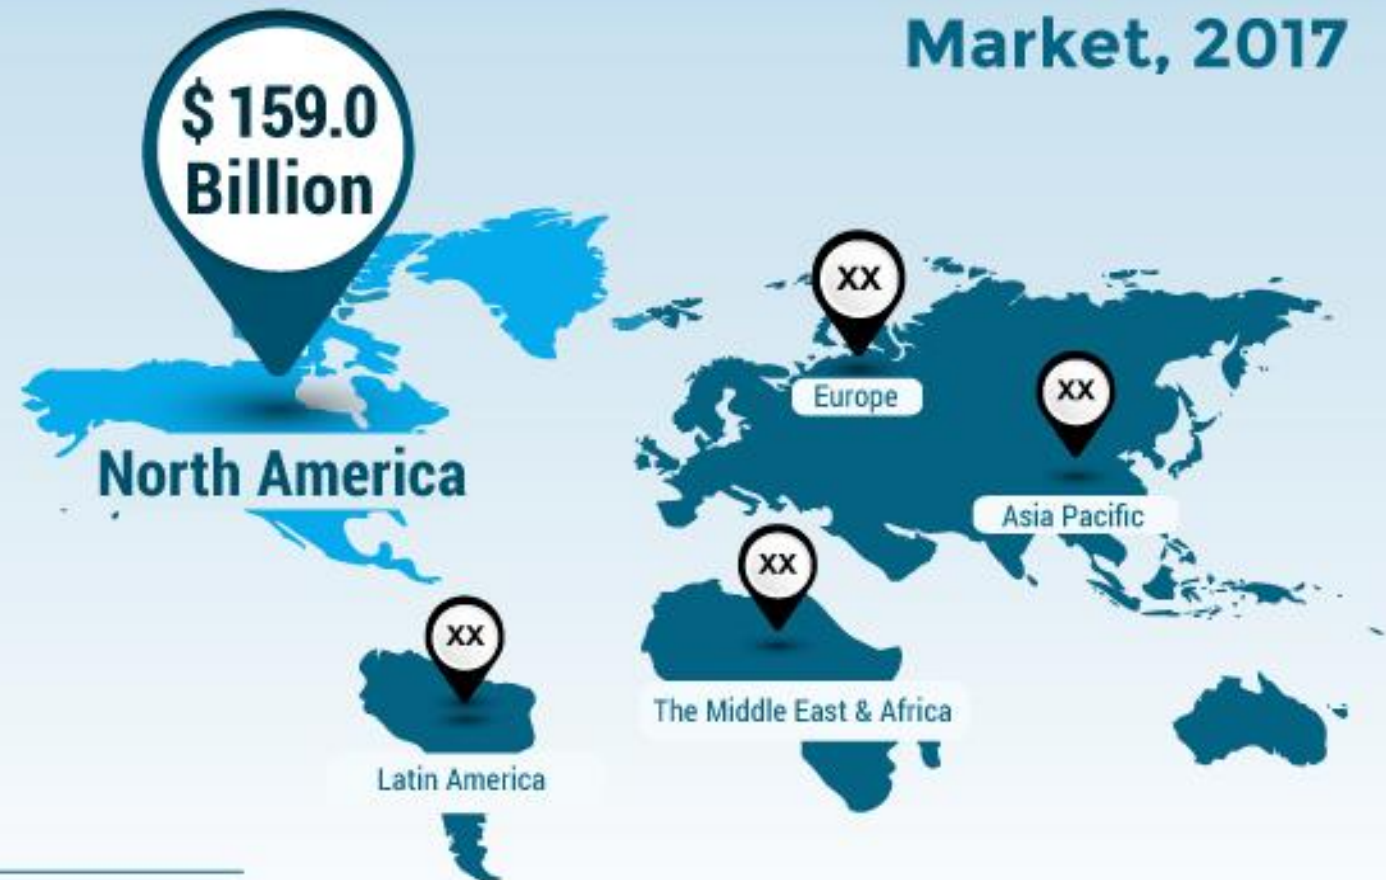 Market, 2017
$ 159.0
Billion
XX
Europe
XX
Asia Pacific
North America
XX
The Middle East & Africa
XX
Latin America